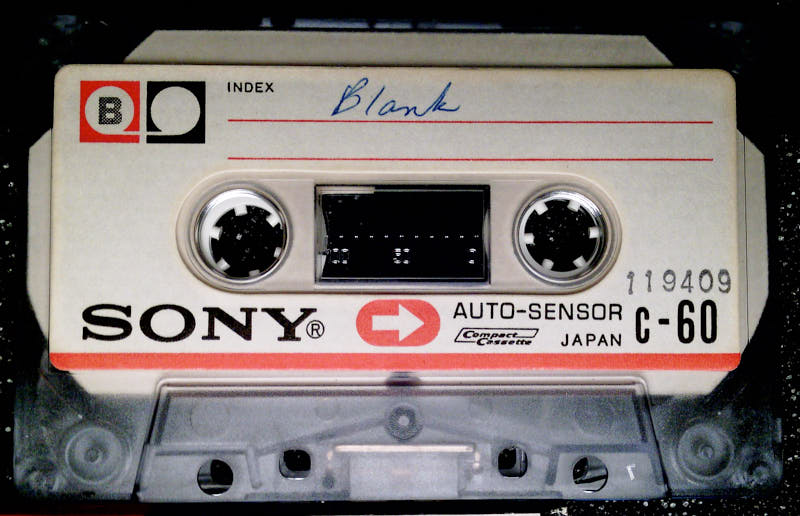 B
INDEX
Blank
119409
SONY®
AUTO-SENSOR
C-60
Compact
Cassette
JAPAN